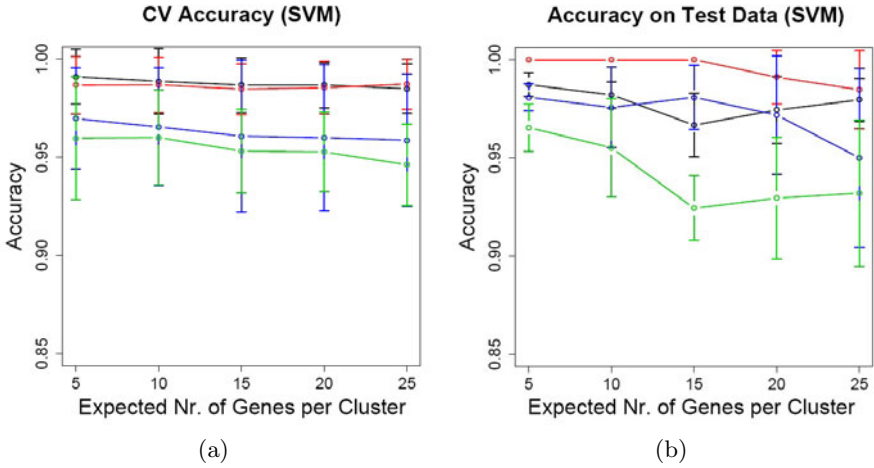 CV Accuracy (SVM)
Accuracy
1.00
0.95
0.90
0.85
5 10 15 20 25
Expected Nr. of Genes per Cluster
(a)
Accuracy on Test Data (SVM)
Accuracy
1.00
0.95
0.90
0.85
5 10 15 20 25
Expected Nr. of Genes per Cluster
(b)